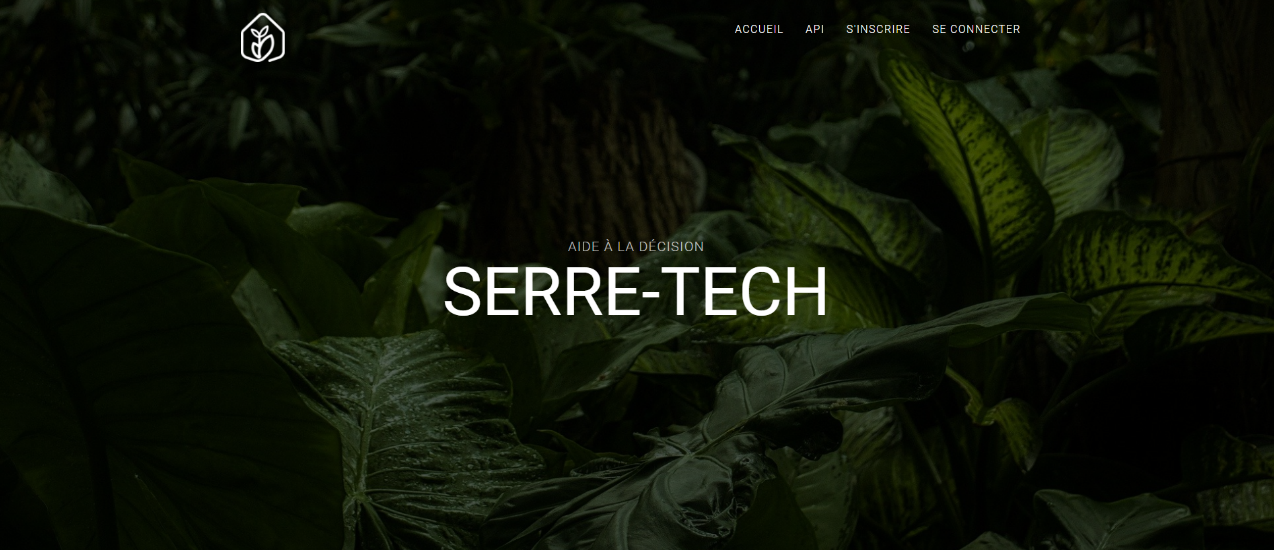 ACCUEIL API S'INSCRIRE SE CONNECTER
AIDE À LA DÉCISION
SERRE-TECH